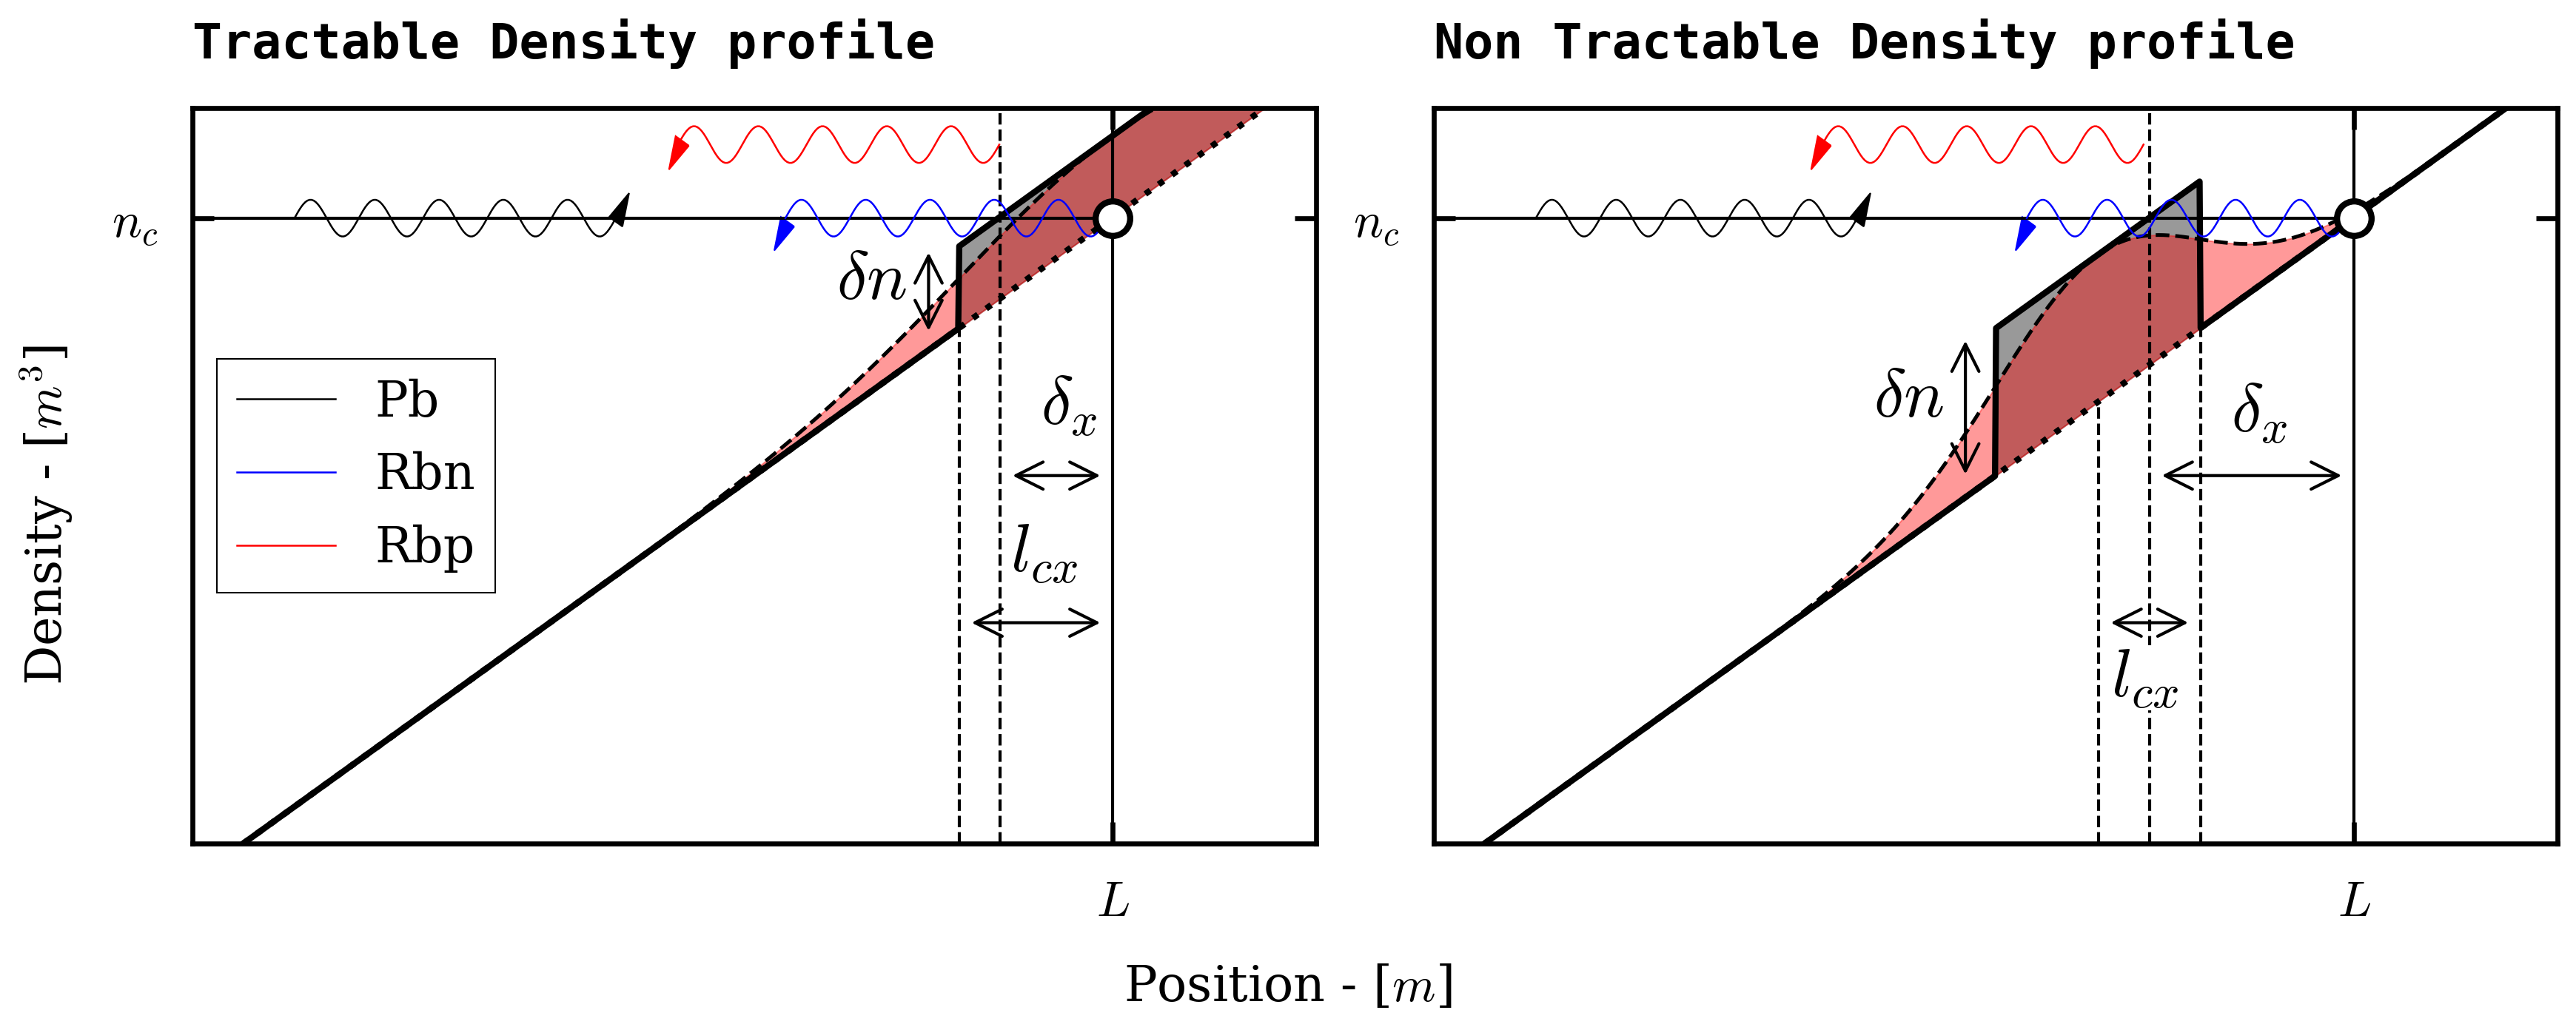 Tractable Density profile
Non Tractable Density profile
Density - [m³]
n_c
δn
δ_x
l_cx
Pb
Rbn
Rbp
L
n_c
δn
δ_x
l_cx
L
Position - [m]